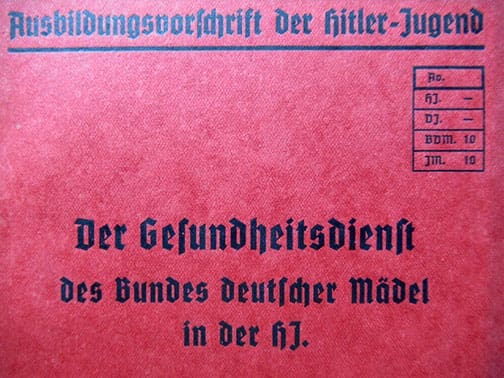 Ausbildungsvorschrift der Hitler-Jugend
Av.
HJ. —
DJ. —
BDM. 10
JM. 10
Der Gesundheitsdienst
des Bundes deutscher Mädel
in der HJ.